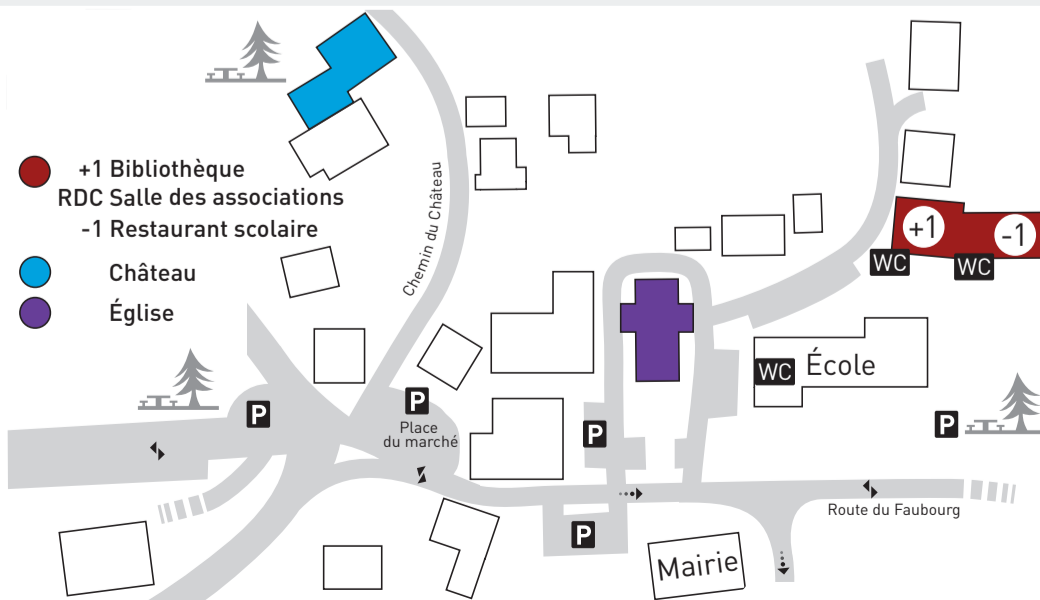 +1 Bibliothèque
RDC Salle des associations
-1 Restaurant scolaire
Château
Église
Chemin du Château
+1
-1
WC
WC
WC
École
P
P
Place
du marché
P
P
P
Route du Faubourg
Mairie